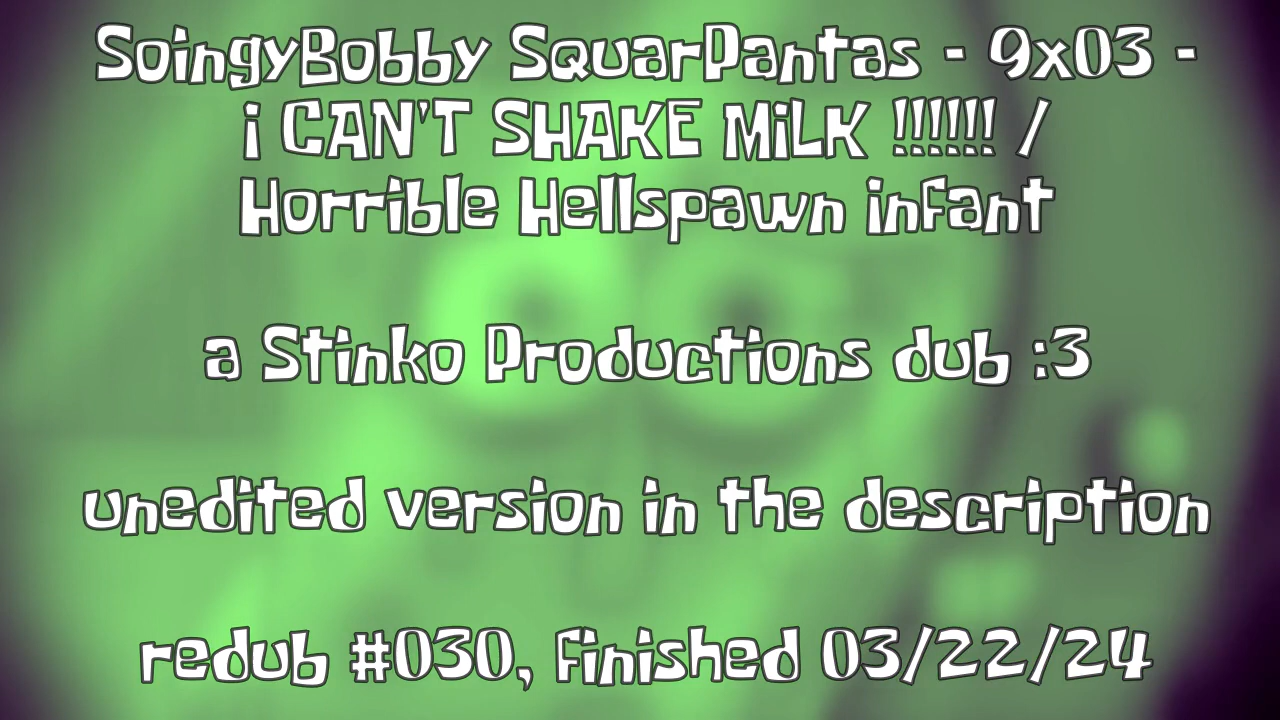 SoingyBobby SquarPantas - 9x03 -
i CAN'T SHAKE MiLK !!!!!! /
Horrible Hellspawn infant
a Stinko Productions dub :3
unedited version in the description
redub #030, finished 03/22/24